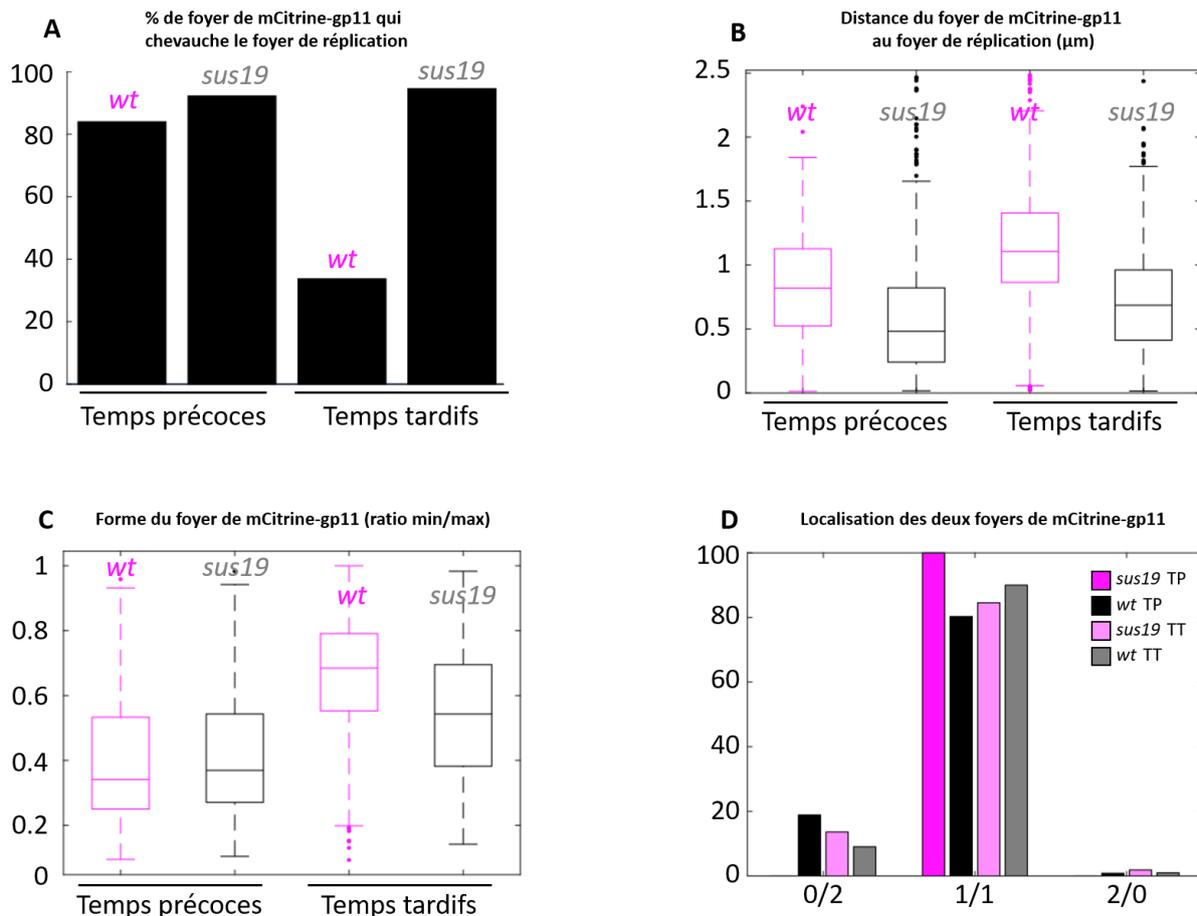 A
% de foyer de mCitrine-gp11 qui
chevauche le foyer de réplication
100
80
60
40
20
0
wt
sus19
wt
sus19
Temps précoces
Temps tardifs
B
Distance du foyer de mCitrine-gp11
au foyer de réplication (µm)
2.5
2
1.5
1
0.5
0
wt
sus19
wt
sus19
Temps précoces
Temps tardifs
C
Forme du foyer de mCitrine-gp11 (ratio min/max)
1
0.8
0.6
0.4
0.2
0
wt
sus19
wt
sus19
Temps précoces
Temps tardifs
D
Localisation des deux foyers de mCitrine-gp11
100
80
60
40
20
0
sus19 TP
wt TP
sus19 TT
wt TT
0/2
1/1
2/0